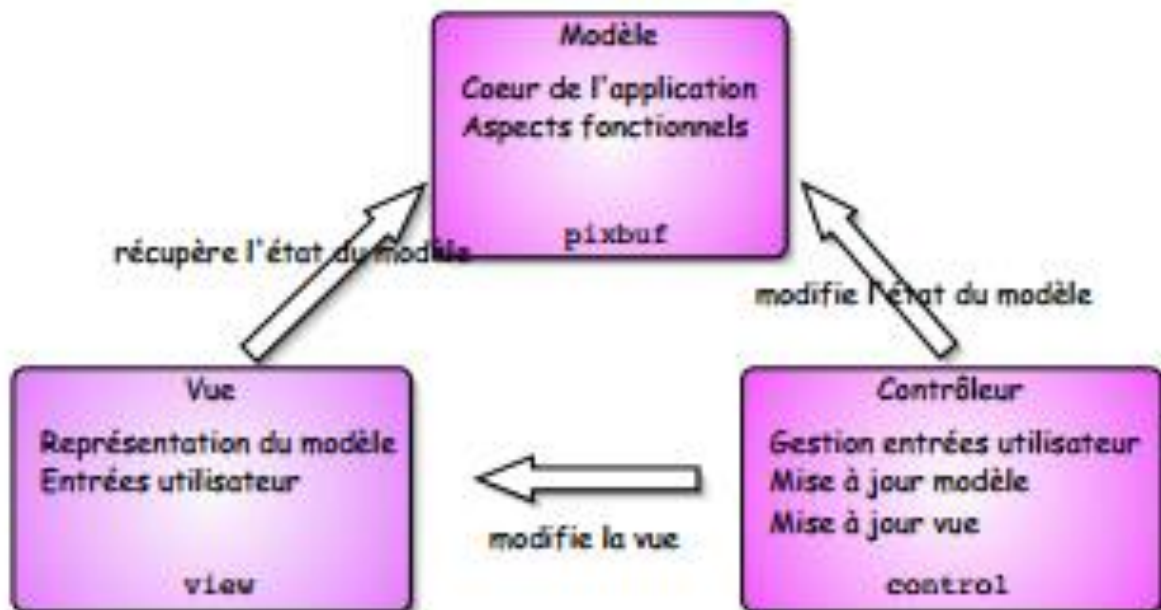 Modèle
Coeur de l'application
Aspects fonctionnels
pixbuf
récupère l'état du modèle
modifie l'état du modèle
Vue
Représentation du modèle
Entrées utilisateur
view
modifie la vue
Contrôleur
Gestion entrées utilisateur
Mise à jour modèle
Mise à jour vue
control